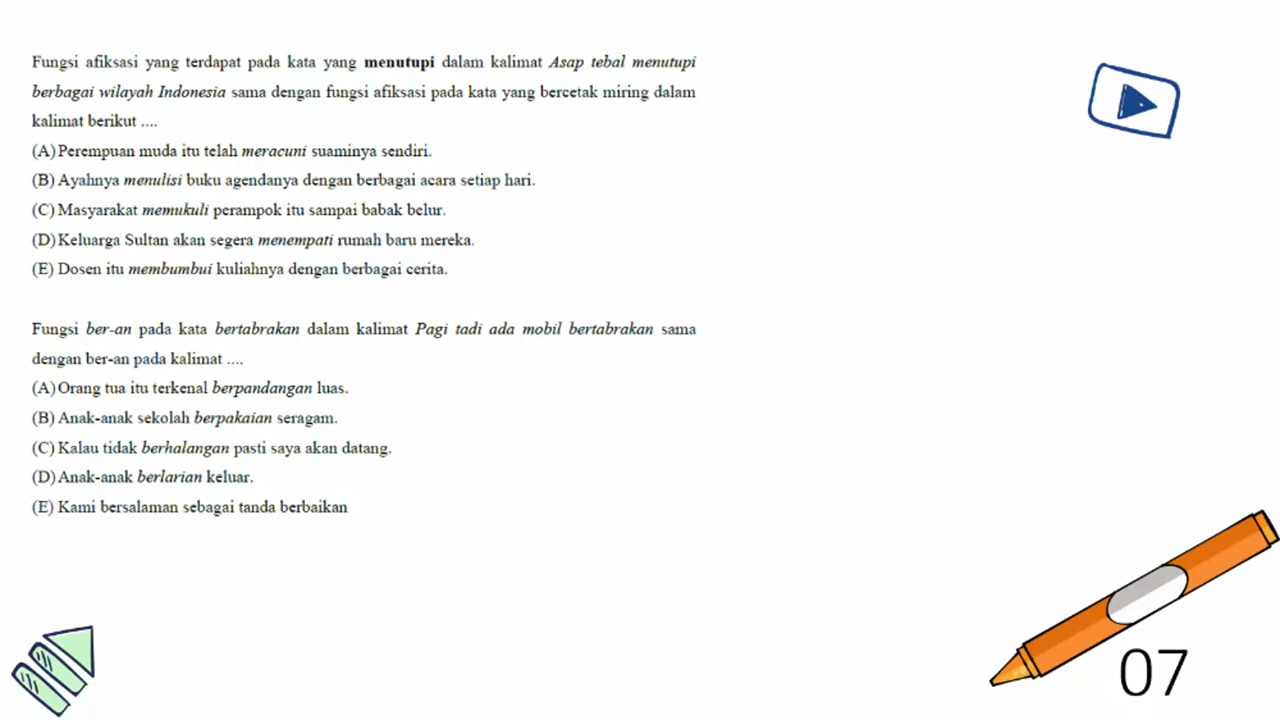 Fungsi afiksasi yang terdapat pada kata yang menutupi dalam kalimat Asap tebal menutupi
berbagai wilayah Indonesia sama dengan fungsi afiksasi pada kata yang bercetak miring dalam
kalimat berikut ....
(A) Perempuan muda itu telah meracuni suaminya sendiri.
(B) Ayahnya menulisi buku agendanya dengan berbagai acara setiap hari.
(C) Masyarakat memukuli perampok itu sampai babak belur.
(D) Keluarga Sultan akan segera menempati rumah baru mereka.
(E) Dosen itu membumbui kuliahnya dengan berbagai cerita.
Fungsi ber-an pada kata bertabrakan dalam kalimat Pagi tadi ada mobil bertabrakan sama
dengan ber-an pada kalimat ....
(A) Orang tua itu terkenal berpandangan luas.
(B) Anak-anak sekolah berpakaian seragam.
(C) Kalau tidak berhalangan pasti saya akan datang.
(D) Anak-anak berlarian keluar.
(E) Kami bersalaman sebagai tanda berbaikan
07